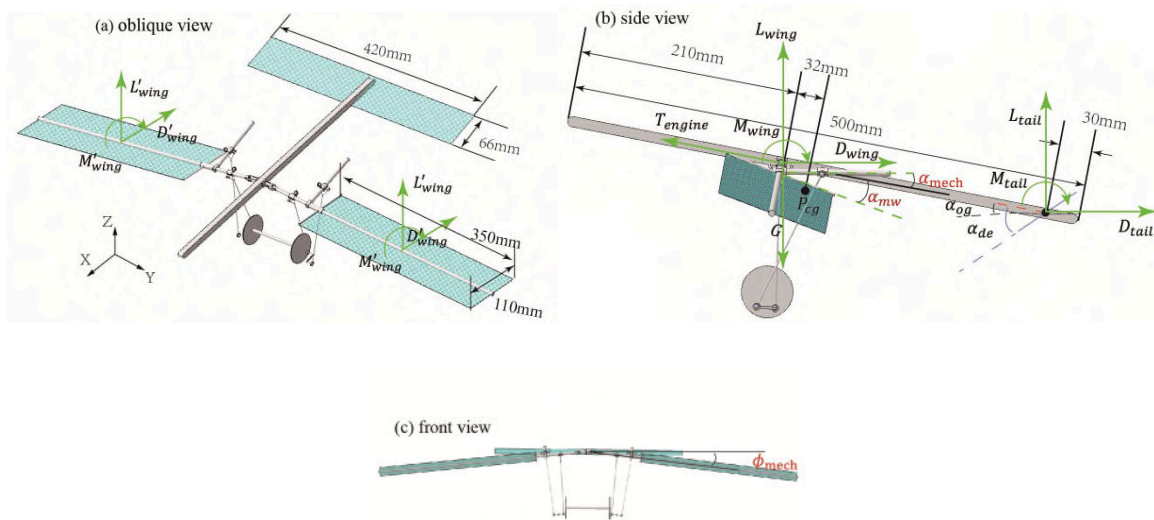 (a) oblique view
420mm
66mm
L′wing
D′wing
M′wing
L′wing
D′wing
M′wing
350mm
110mm
Z
X
Y
(b) side view
Lwing
210mm
32mm
Tengine
Mwing
500mm
Dwing
Ltail
30mm
αmech
Mtail
Pcg
αmw
αog
αde
Dtail
G
(c) front view
ϕmech